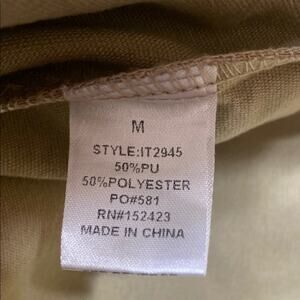 M
STYLE:IT2945
50%PU
50%POLYESTER
PO#581
RN#152423
MADE IN CHINA